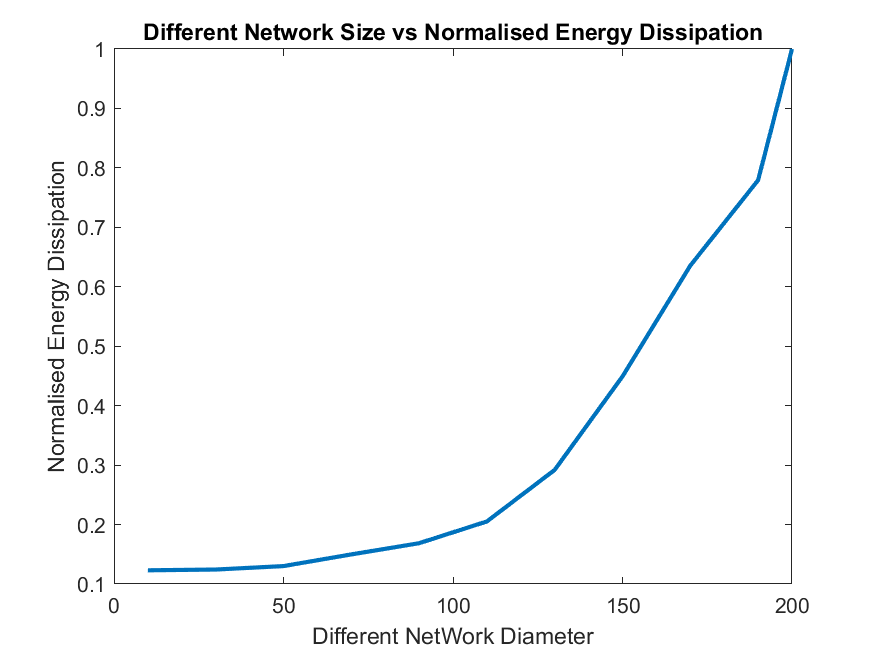 Different Network Size vs Normalised Energy Dissipation
1
0.9
0.8
0.7
0.6
0.5
0.4
0.3
0.2
0.1
Normalised Energy Dissipation
0 50 100 150 200
Different NetWork Diameter